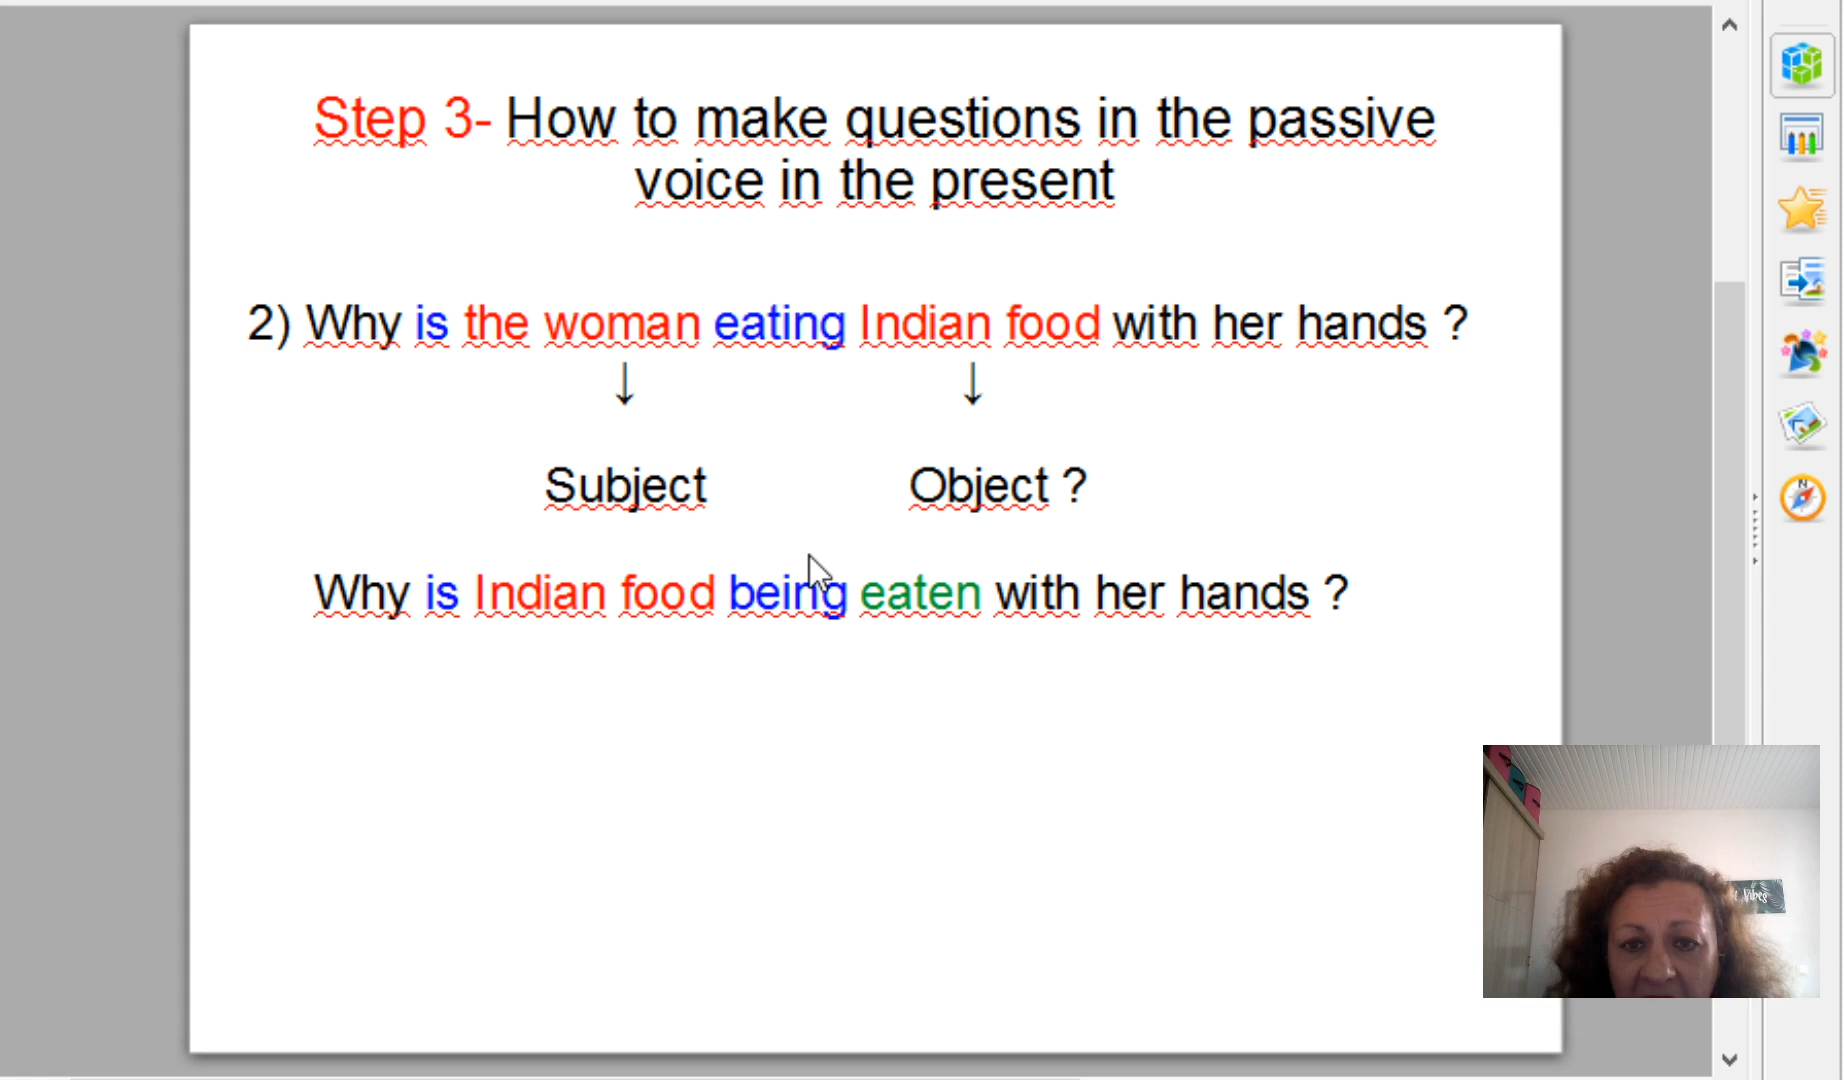 Step 3- How to make questions in the passive
voice in the present
2) Why is the woman eating Indian food with her hands ?
↓ ↓
Subject Object ?
Why is Indian food being eaten with her hands ?
Vibes
N